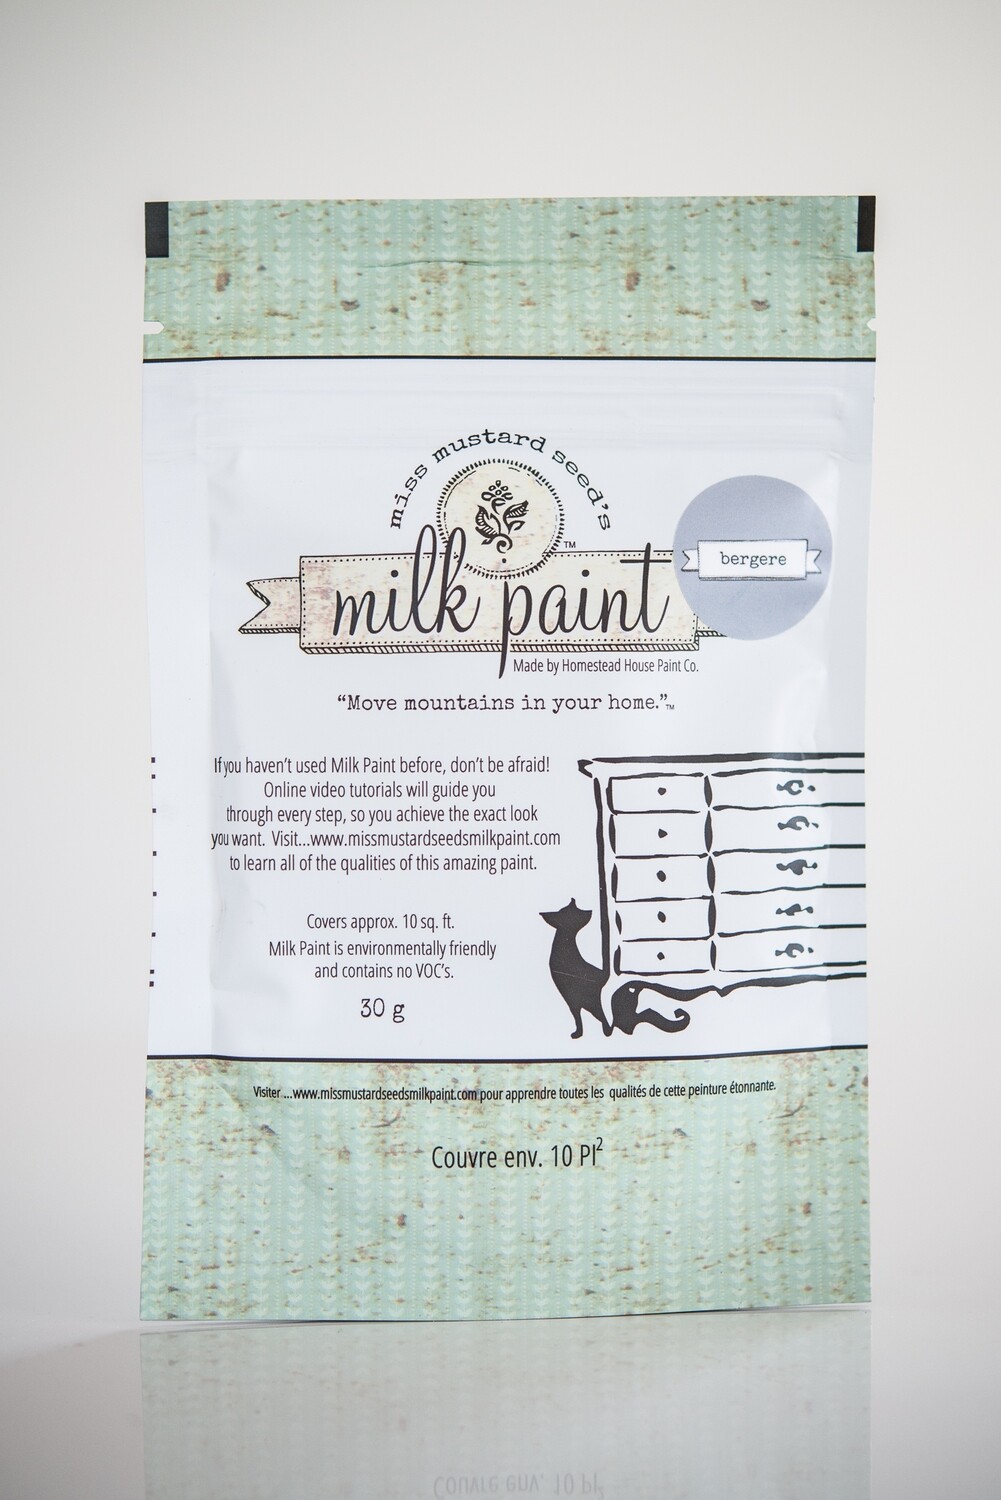 miss mustard seed's
milk paint ™
bergere
Made by Homestead House Paint Co.
“Move mountains in your home.”™
If you haven’t used Milk Paint before, don’t be afraid!
Online video tutorials will guide you
through every step, so you achieve the exact look
you want. Visit...www.missmustardseedsmilkpaint.com
to learn all of the qualities of this amazing paint.
Covers approx. 10 sq. ft.
Milk Paint is environmentally friendly
and contains no VOC’s.
30 g
Visiter ...www.missmustardseedsmilkpaint.com pour apprendre toutes les qualités de cette peinture étonnante.
Couvre env. 10 PI²